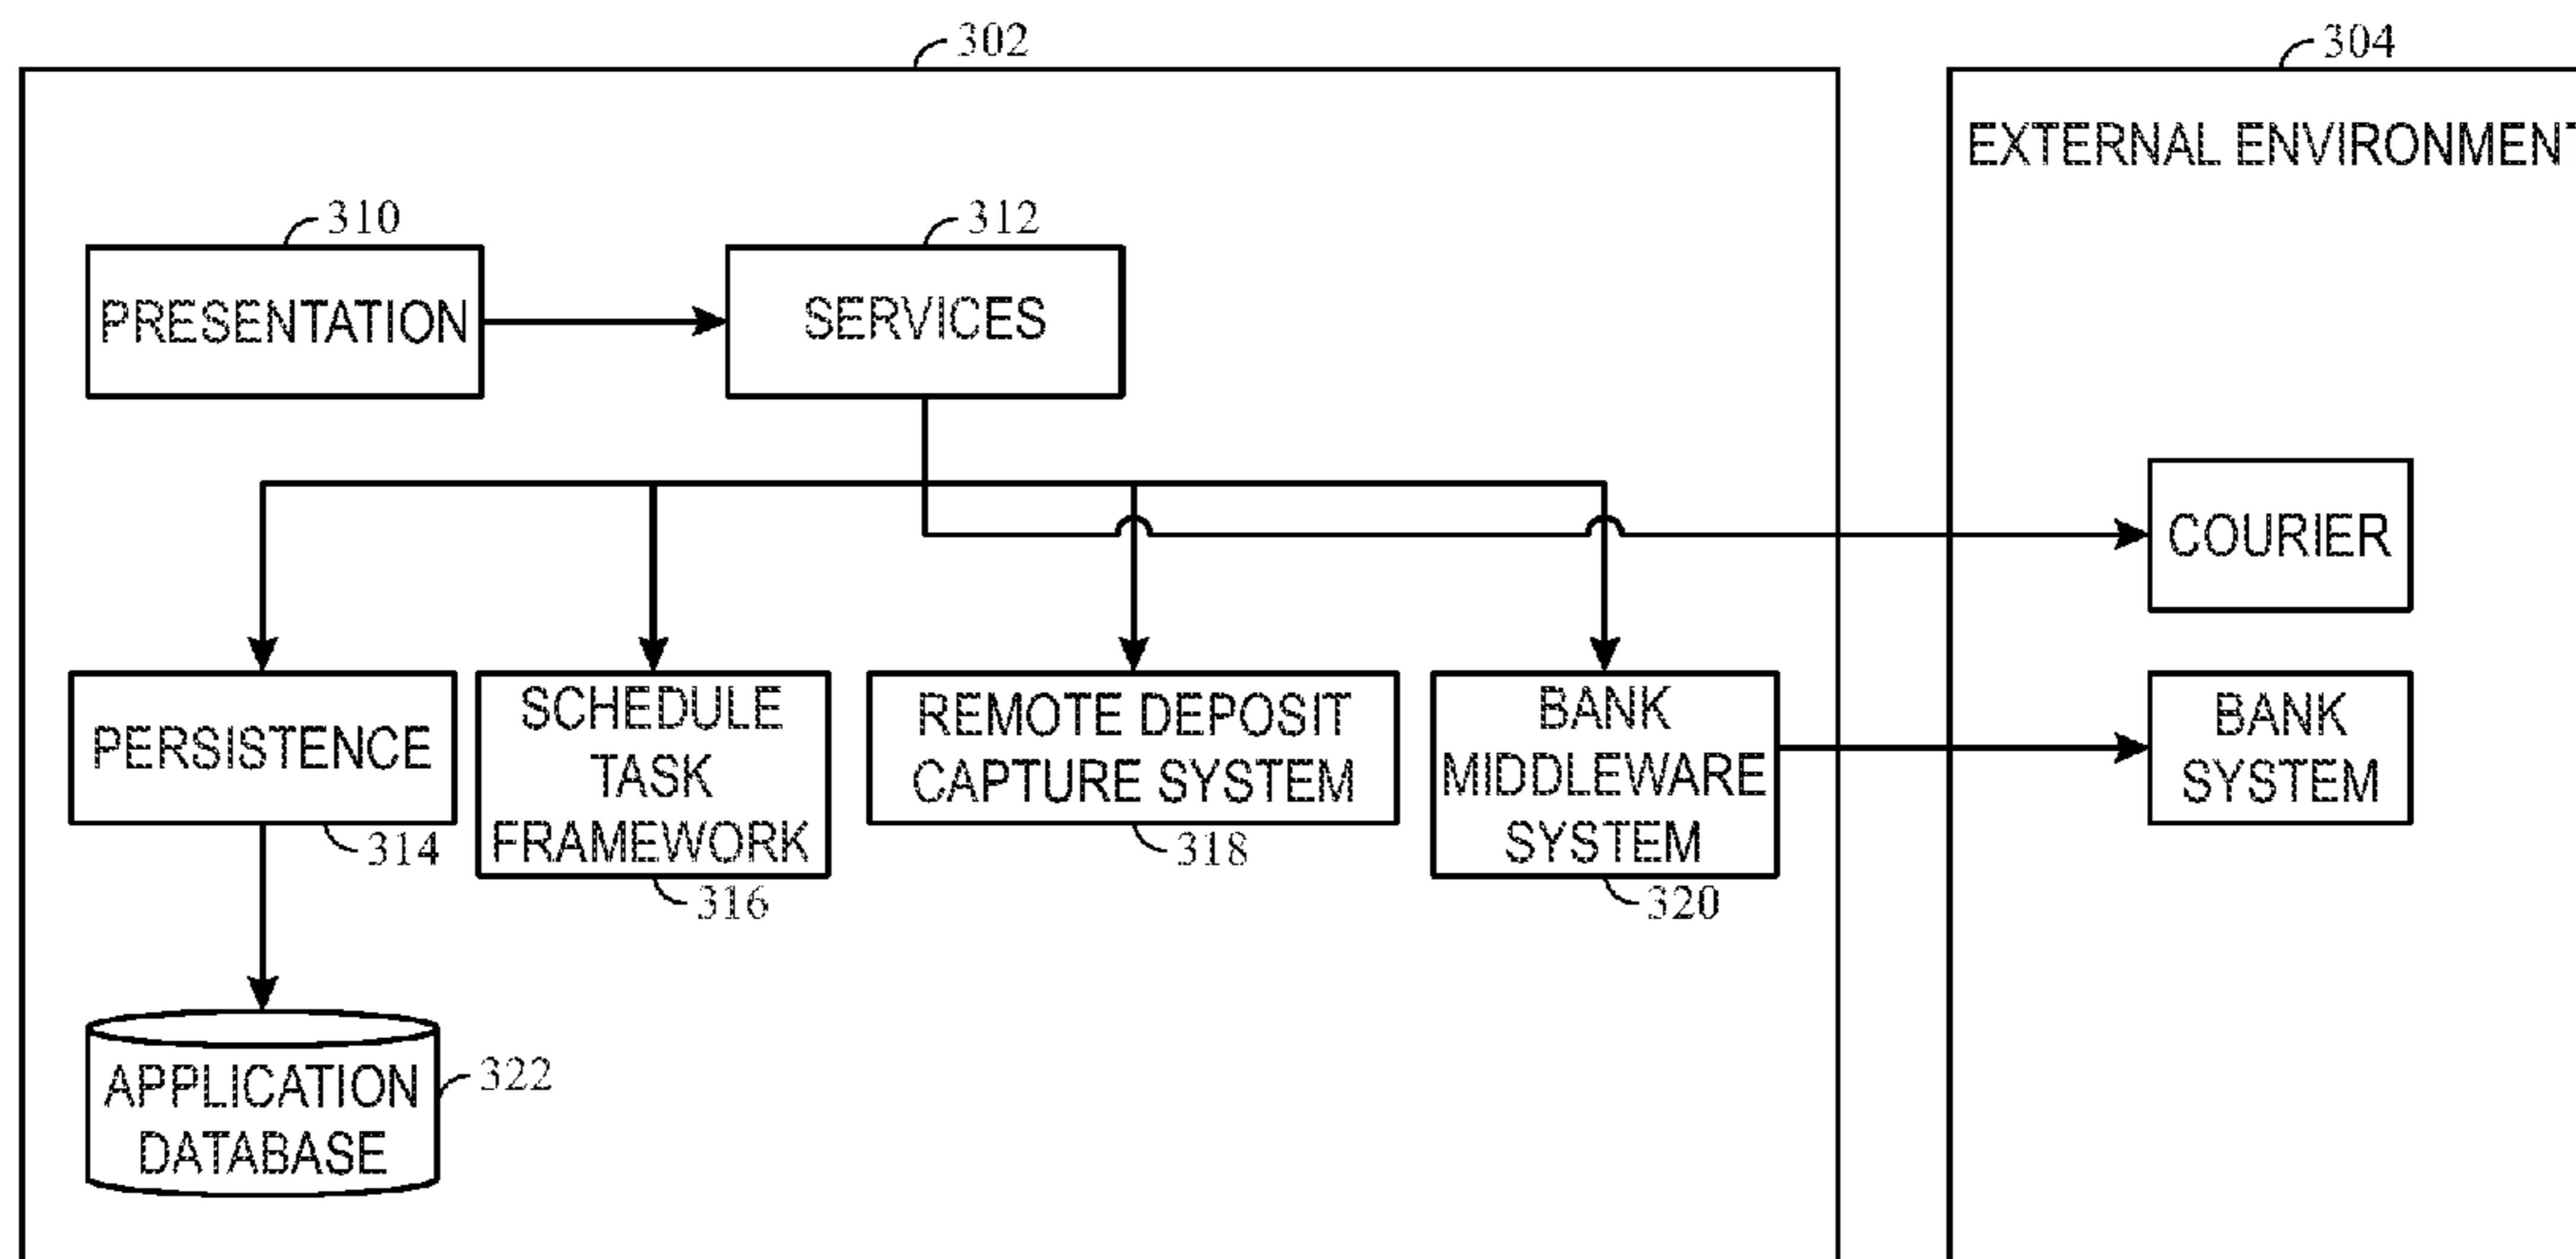 302
304
EXTERNAL ENVIRONMENT
310
312
PRESENTATION
SERVICES
COURIER
PERSISTENCE
SCHEDULE
TASK
FRAMEWORK
REMOTE DEPOSIT
CAPTURE SYSTEM
BANK
MIDDLEWARE
SYSTEM
BANK
SYSTEM
314
316
318
320
APPLICATION
DATABASE
322